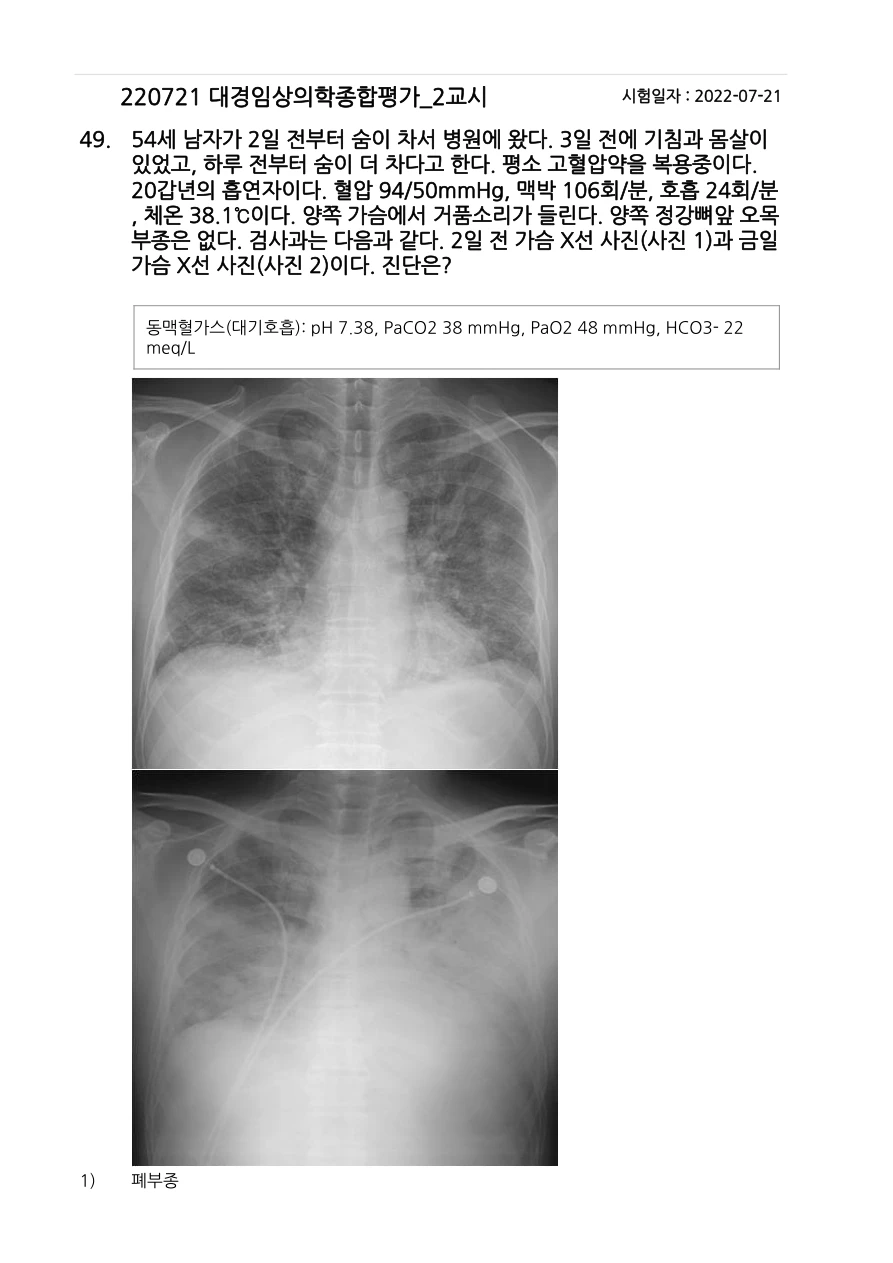 220721 대경임상의학종합평가_2교시 시험일자 : 2022-07-21
49. 54세 남자가 2일 전부터 숨이 차서 병원에 왔다. 3일 전에 기침과 몸살이
있었고, 하루 전부터 숨이 더 차다고 한다. 평소 고혈압약을 복용중이다.
20갑년의 흡연자이다. 혈압 94/50mmHg, 맥박 106회/분, 호흡 24회/분
, 체온 38.1℃이다. 양쪽 가슴에서 거품소리가 들린다. 양쪽 정강뼈앞 오목
부종은 없다. 검사과는 다음과 같다. 2일 전 가슴 X선 사진(사진 1)과 금일
가슴 X선 사진(사진 2)이다. 진단은?
동맥혈가스(대기호흡): pH 7.38, PaCO2 38 mmHg, PaO2 48 mmHg, HCO3- 22
meq/L
1) 폐부종